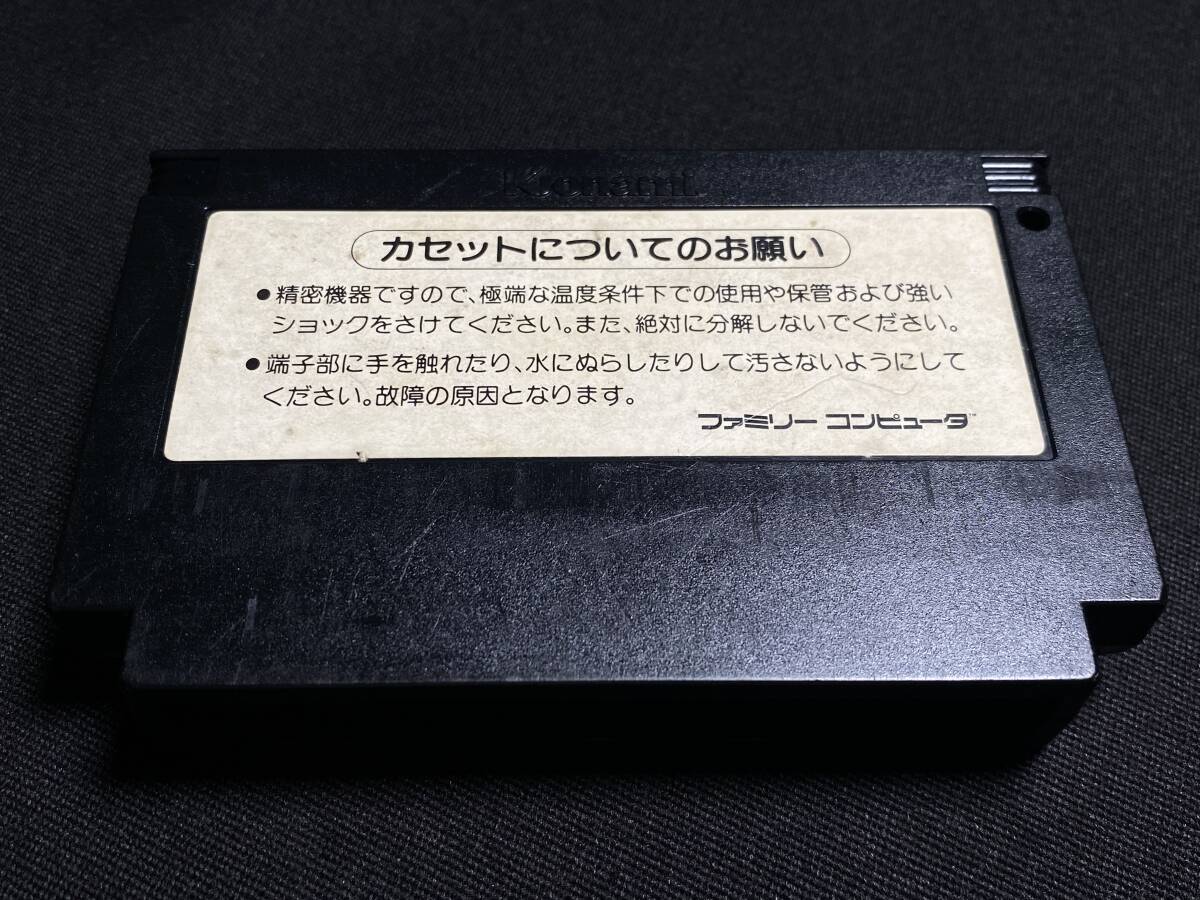 Konami
カセットについてのお願い
●精密機器ですので、極端な温度条件下での使用や保管および強い
ショックをさけてください。また、絶対に分解しないでください。
●端子部に手を触れたり、水にぬらしたりして汚さないようにして
ください。故障の原因となります。
ファミリー コンピュータ™